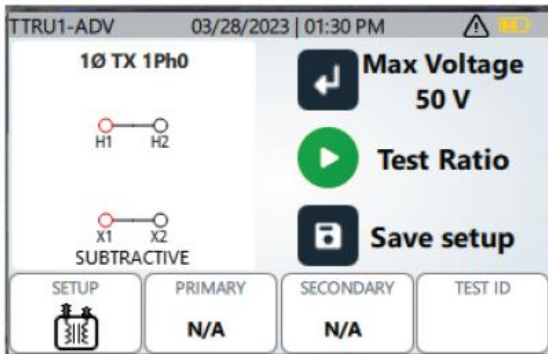 TTRU1-ADV 03/28/2023 | 01:30 PM
1Ø TX 1Ph0
H1 H2
X1 X2
SUBTRACTIVE
Max Voltage
50 V
Test Ratio
Save setup
SETUP
PRIMARY
N/A
SECONDARY
N/A
TEST ID